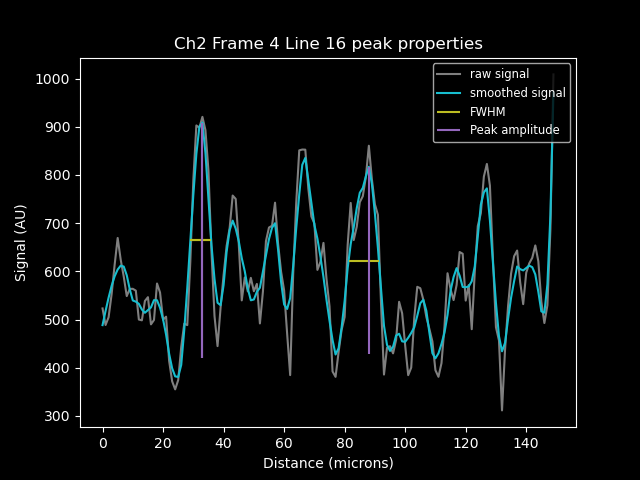 Ch2 Frame 4 Line 16 peak properties
raw signal
smoothed signal
FWHM
Peak amplitude
Signal (AU)
1000
900
800
700
600
500
400
300
0 20 40 60 80 100 120 140
Distance (microns)